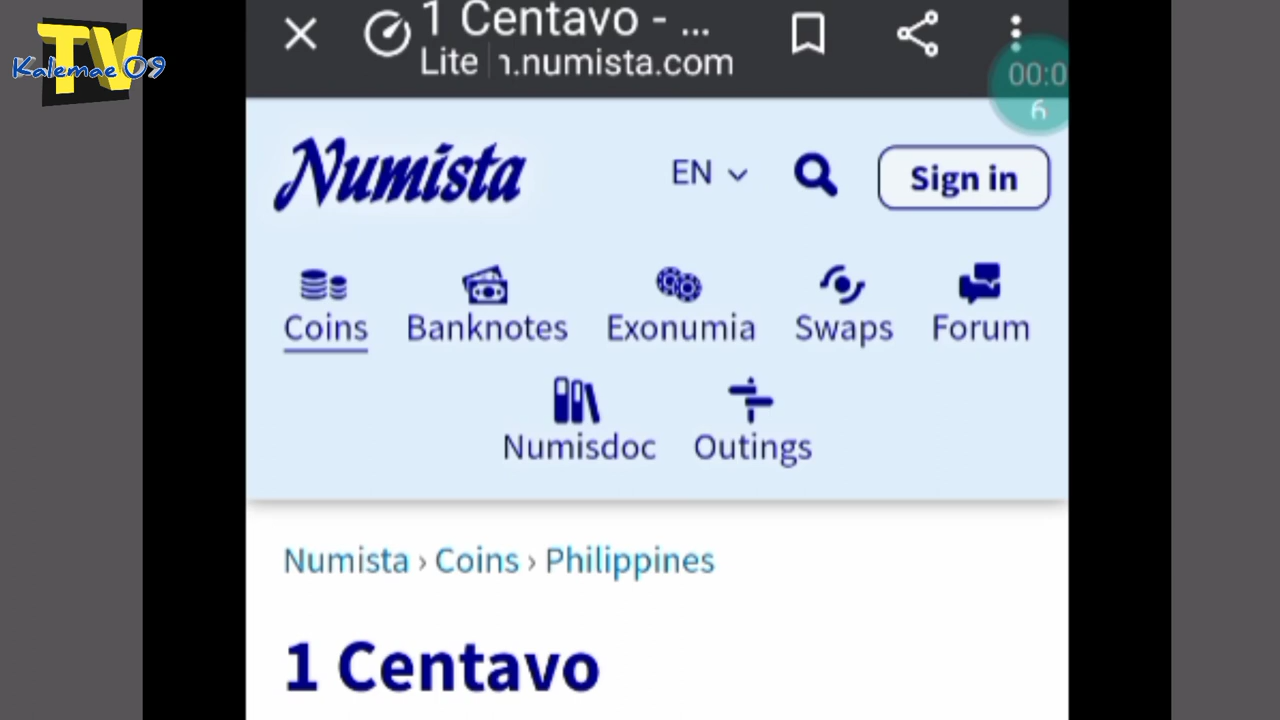 TV
Kalemae 09
1 Centavo - ...
Lite
n.numista.com
00:0
6
Numista
EN
Sign in
Coins Banknotes Exonumia Swaps Forum
Numisdoc Outings
Numista › Coins › Philippines
1 Centavo